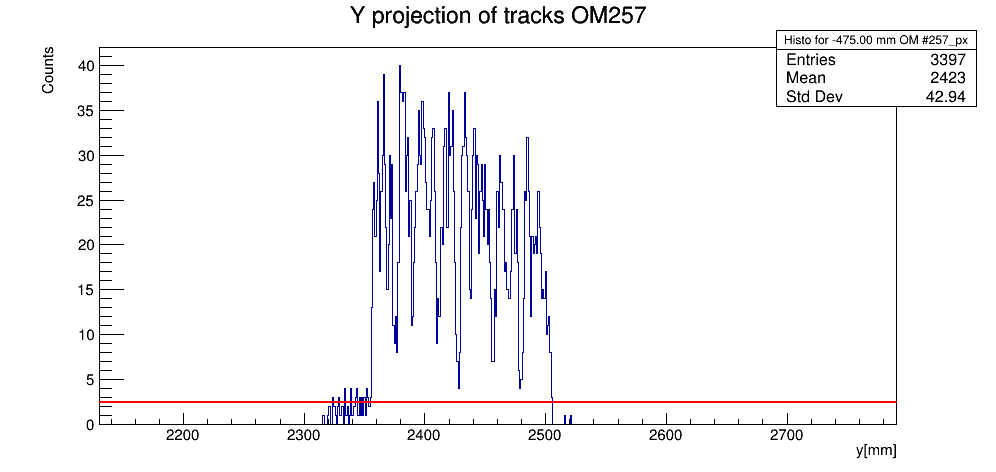 Y projection of tracks OM257
Histo for -475.00 mm OM #257_px
Entries 3397
Mean 2423
Std Dev 42.94
Counts
40
35
30
25
20
15
10
5
0
2200 2300 2400 2500 2600 2700
y[mm]